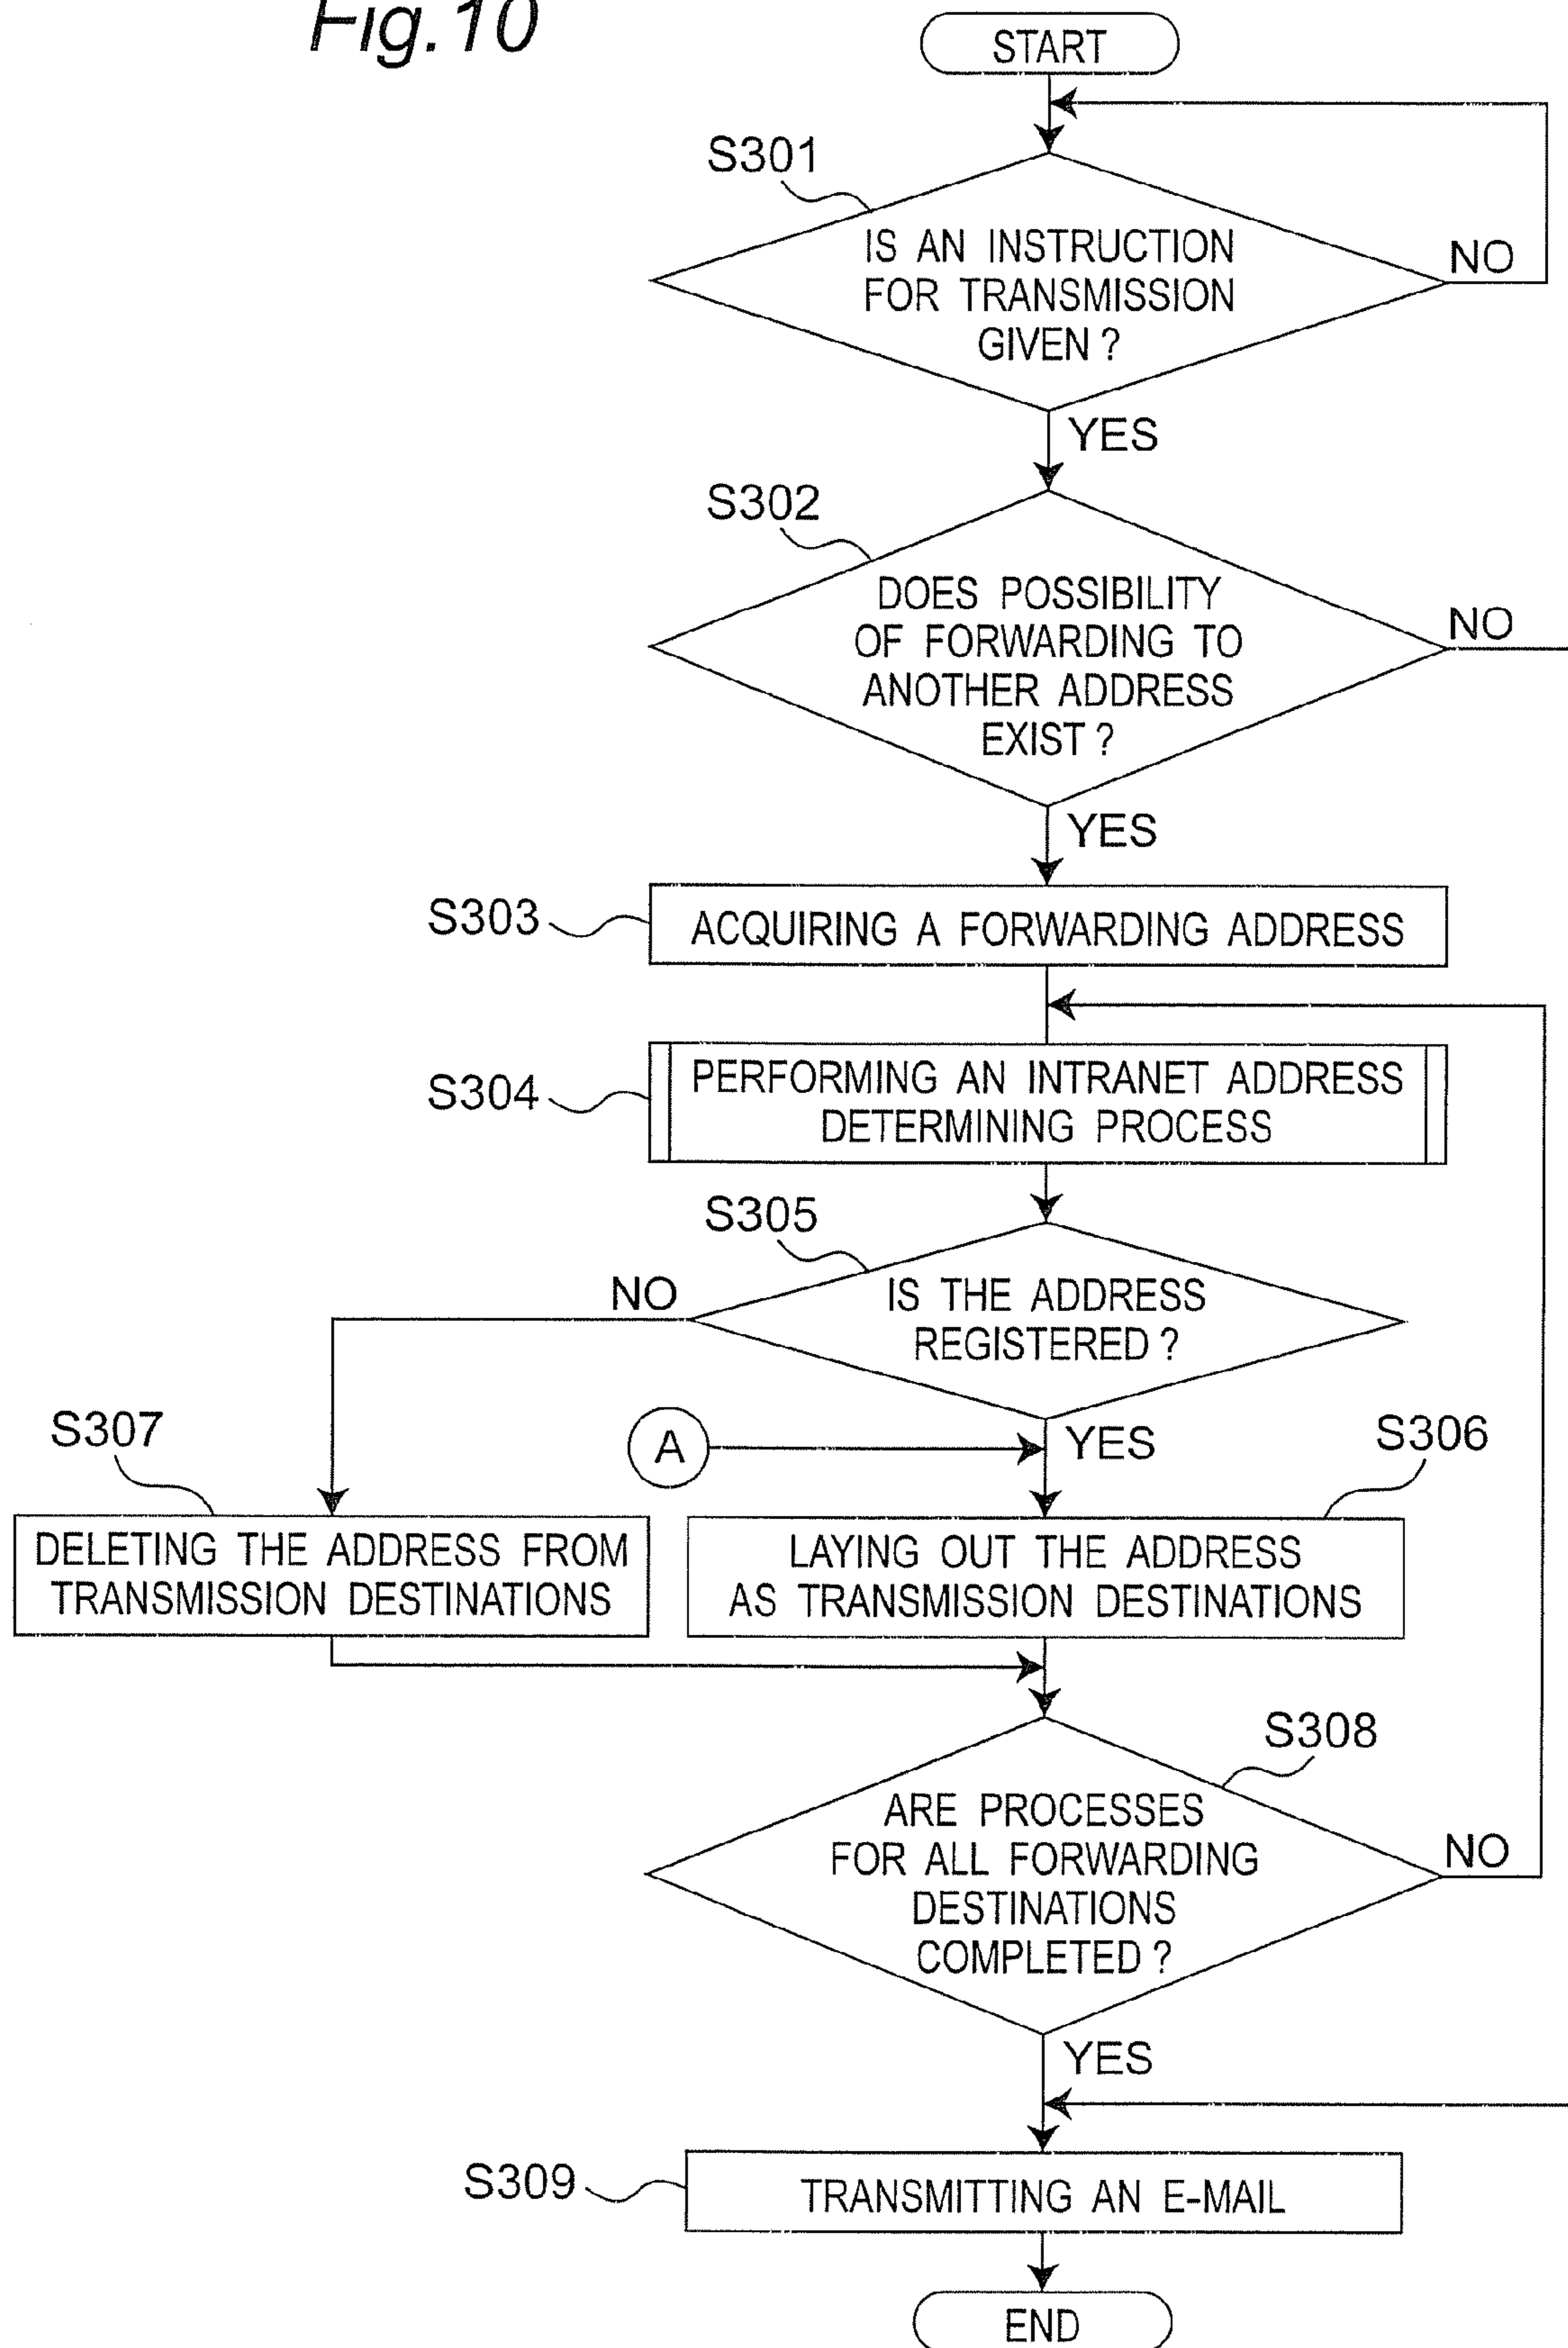 Fig.10
START
S301
IS AN INSTRUCTION
FOR TRANSMISSION
GIVEN ?
NO
YES
S302
DOES POSSIBILITY
OF FORWARDING TO
ANOTHER ADDRESS
EXIST ?
NO
YES
S303
ACQUIRING A FORWARDING ADDRESS
S304
PERFORMING AN INTRANET ADDRESS
DETERMINING PROCESS
S305
NO
IS THE ADDRESS
REGISTERED ?
S307
A
YES
S306
DELETING THE ADDRESS FROM
TRANSMISSION DESTINATIONS
LAYING OUT THE ADDRESS
AS TRANSMISSION DESTINATIONS
S308
ARE PROCESSES
FOR ALL FORWARDING
DESTINATIONS
COMPLETED ?
NO
YES
S309
TRANSMITTING AN E-MAIL
END